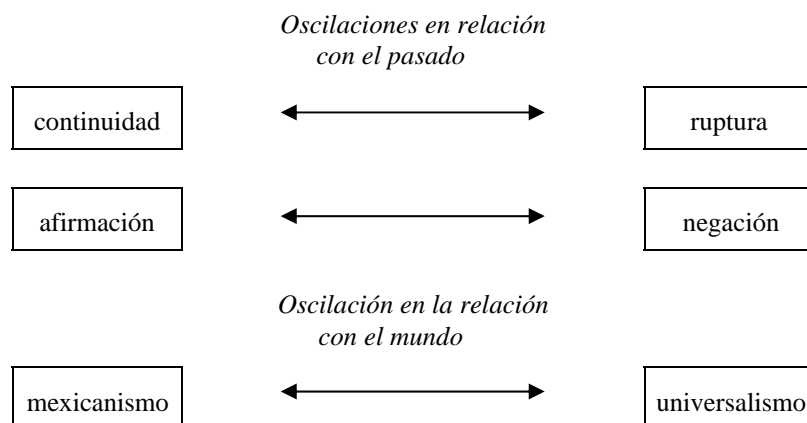 Oscilaciones en relación
con el pasado
continuidad
ruptura
afirmación
negación
Oscilación en la relación
con el mundo
mexicanismo
universalismo